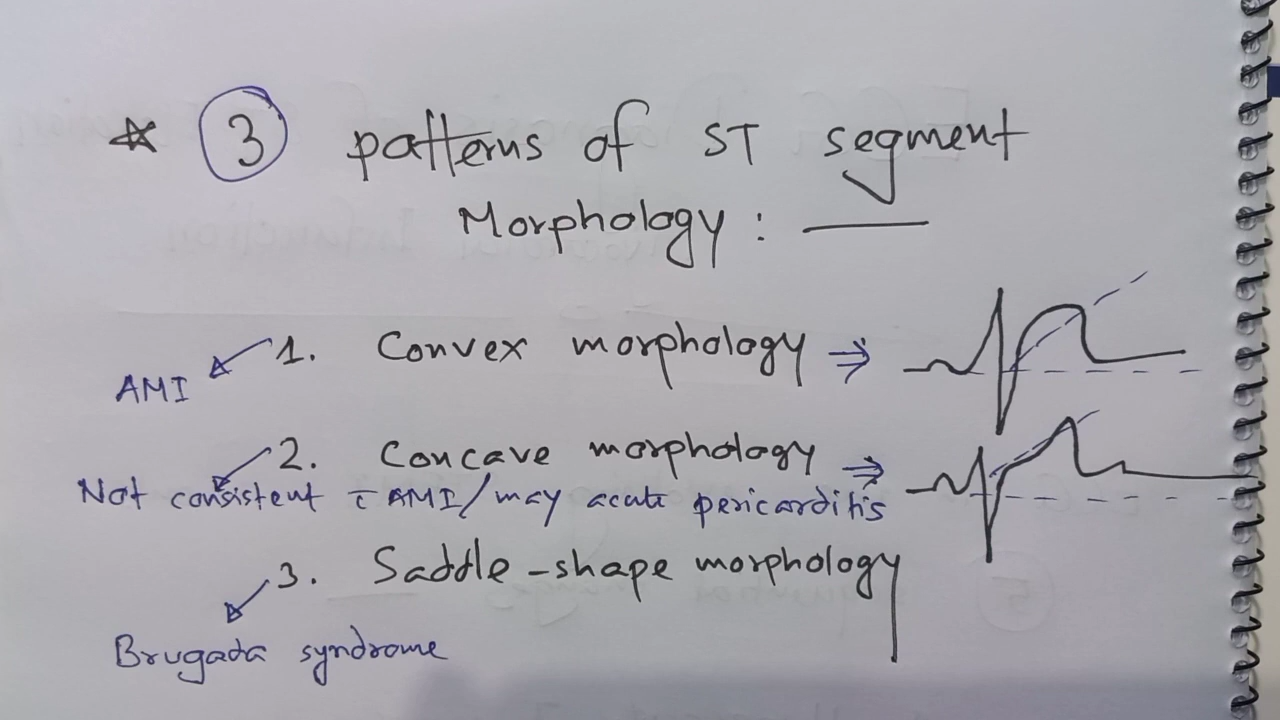 * 3 patterns of ST segment
Morphology :
1. Convex morphology ⇒
AMI
2. Concave morphology ⇒
Not consistent c̄ AMI/may acute pericarditis
3. Saddle-shape morphology
Brugada syndrome